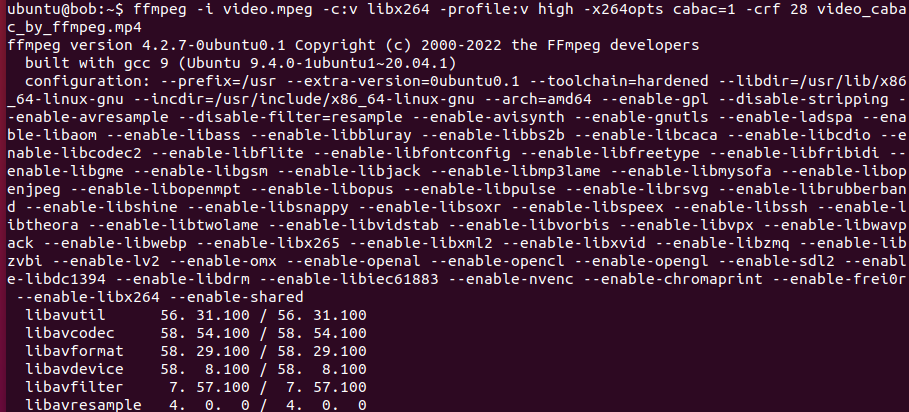 ubuntu@bob:~$ ffmpeg -i video.mpeg -c:v libx264 -profile:v high -x264opts cabac=1 -crf 28 video_caba
c_by_ffmpeg.mp4
ffmpeg version 4.2.7-0ubuntu0.1 Copyright (c) 2000-2022 the FFmpeg developers
  built with gcc 9 (Ubuntu 9.4.0-1ubuntu1~20.04.1)
  configuration: --prefix=/usr --extra-version=0ubuntu0.1 --toolchain=hardened --libdir=/usr/lib/x86
_64-linux-gnu --incdir=/usr/include/x86_64-linux-gnu --arch=amd64 --enable-gpl --disable-stripping -
-enable-avresample --disable-filter=resample --enable-avisynth --enable-gnutls --enable-ladspa --ena
ble-libaom --enable-libass --enable-libbluray --enable-libbs2b --enable-libcaca --enable-libcdio --e
nable-libcodec2 --enable-libflite --enable-libfontconfig --enable-libfreetype --enable-libfribidi --
enable-libgme --enable-libgsm --enable-libjack --enable-libmp3lame --enable-libmysofa --enable-libop
enjpeg --enable-libopenmpt --enable-libopus --enable-libpulse --enable-librsvg --enable-librubberban
d --enable-libshine --enable-libsnappy --enable-libsoxr --enable-libspeex --enable-libssh --enable-l
ibtheora --enable-libtwolame --enable-libvidstab --enable-libvorbis --enable-libvpx --enable-libwavp
ack --enable-libwebp --enable-libx265 --enable-libxml2 --enable-libxvid --enable-libzmq --enable-lib
zvbi --enable-lv2 --enable-omx --enable-openal --enable-opencl --enable-opengl --enable-sdl2 --enabl
e-libdc1394 --enable-libdrm --enable-libiec61883 --enable-nvenc --enable-chromaprint --enable-frei0r
 --enable-libx264 --enable-shared
  libavutil      56. 31.100 / 56. 31.100
  libavcodec     58. 54.100 / 58. 54.100
  libavformat    58. 29.100 / 58. 29.100
  libavdevice    58.  8.100 / 58.  8.100
  libavfilter     7. 57.100 /  7. 57.100
  libavresample   4.  0.  0 /  4.  0.  0